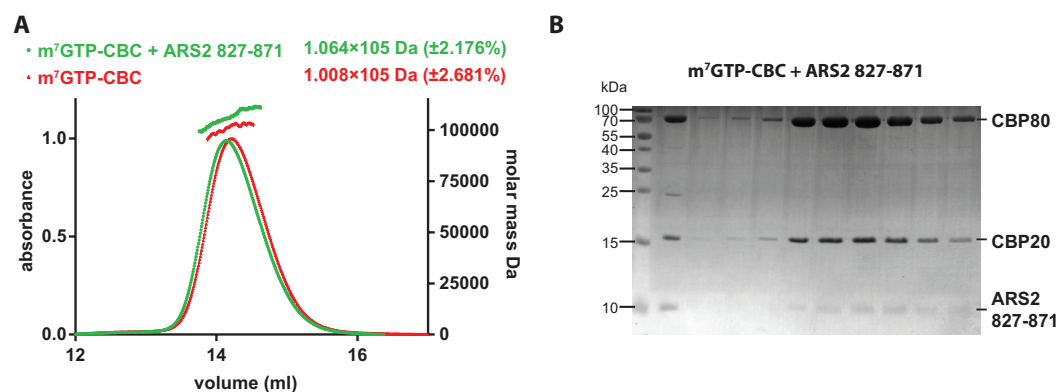 A
• m⁷GTP-CBC + ARS2 827-871 1.064×105 Da (±2.176%)
▴ m⁷GTP-CBC 1.008×105 Da (±2.681%)
absorbance
1.0
0.5
0.0
12
14
16
volume (ml)
100000
75000
50000
25000
0
molar mass Da
B
m⁷GTP-CBC + ARS2 827-871
kDa
100
70
55
40
35
25
15
10
CBP80
CBP20
ARS2
827-871